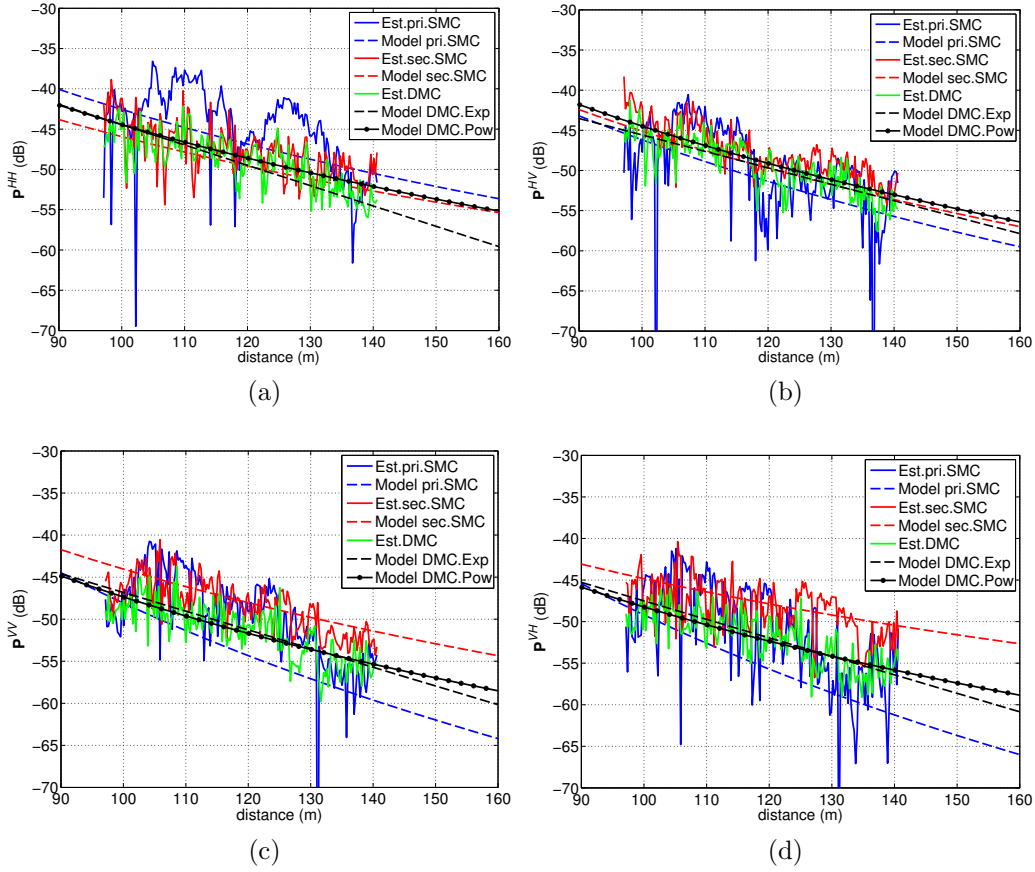 −30
−35
−40
−45
−50
−55
−60
−65
−70
90 100 110 120 130 140 150 160
distance (m)
P^HH (dB)
Est.pri.SMC
Model pri.SMC
Est.sec.SMC
Model sec.SMC
Est.DMC
Model DMC.Exp
Model DMC.Pow
(a)
−30
−35
−40
−45
−50
−55
−60
−65
−70
90 100 110 120 130 140 150 160
distance (m)
P^HV (dB)
Est.pri.SMC
Model pri.SMC
Est.sec.SMC
Model sec.SMC
Est.DMC
Model DMC.Exp
Model DMC.Pow
(b)
−30
−35
−40
−45
−50
−55
−60
−65
−70
90 100 110 120 130 140 150 160
distance (m)
P^VV (dB)
Est.pri.SMC
Model pri.SMC
Est.sec.SMC
Model sec.SMC
Est.DMC
Model DMC.Exp
Model DMC.Pow
(c)
−30
−35
−40
−45
−50
−55
−60
−65
−70
90 100 110 120 130 140 150 160
distance (m)
P^VH (dB)
Est.pri.SMC
Model pri.SMC
Est.sec.SMC
Model sec.SMC
Est.DMC
Model DMC.Exp
Model DMC.Pow
(d)